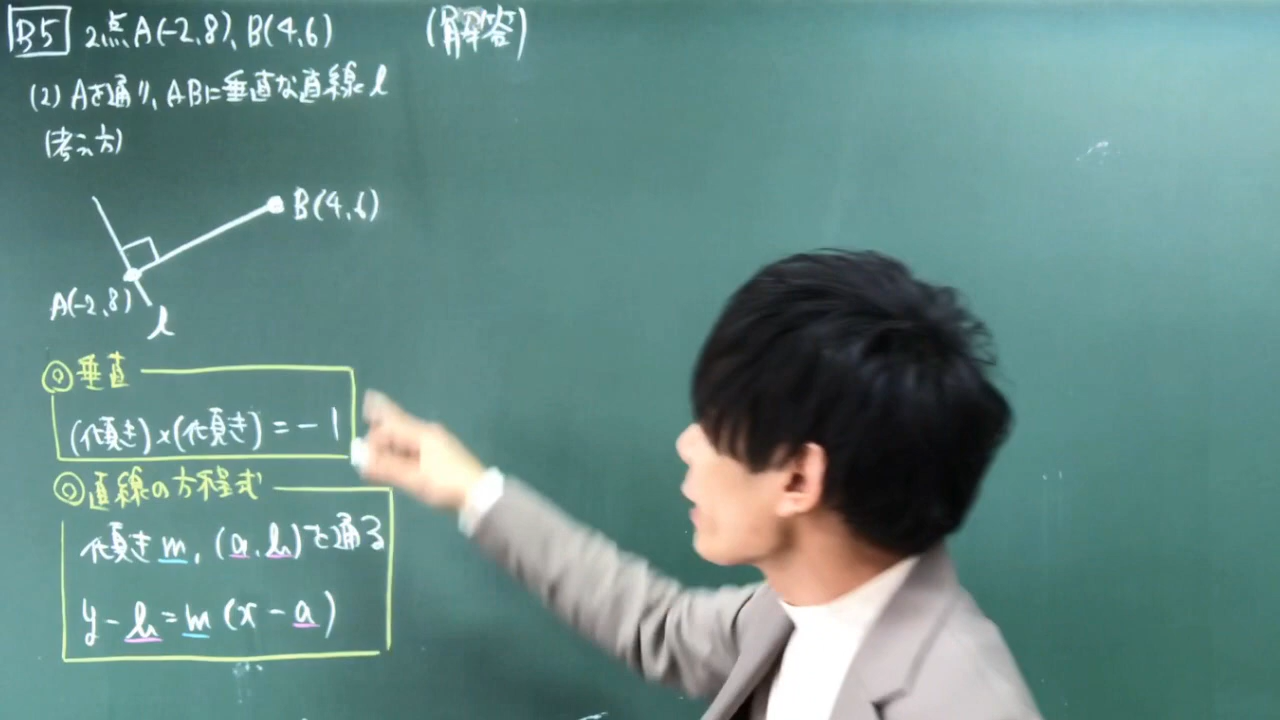 B5 2点A(-2,8)、B(4,6)
(2) Aを通り、ABに垂直な直線l
(考え方)
B(4,6)
A(-2,8)
l
◎垂直
(傾き)×(傾き)=-1
◎直線の方程式
傾きm, (a,b)を通る
y-b=m(x-a)
(解答)